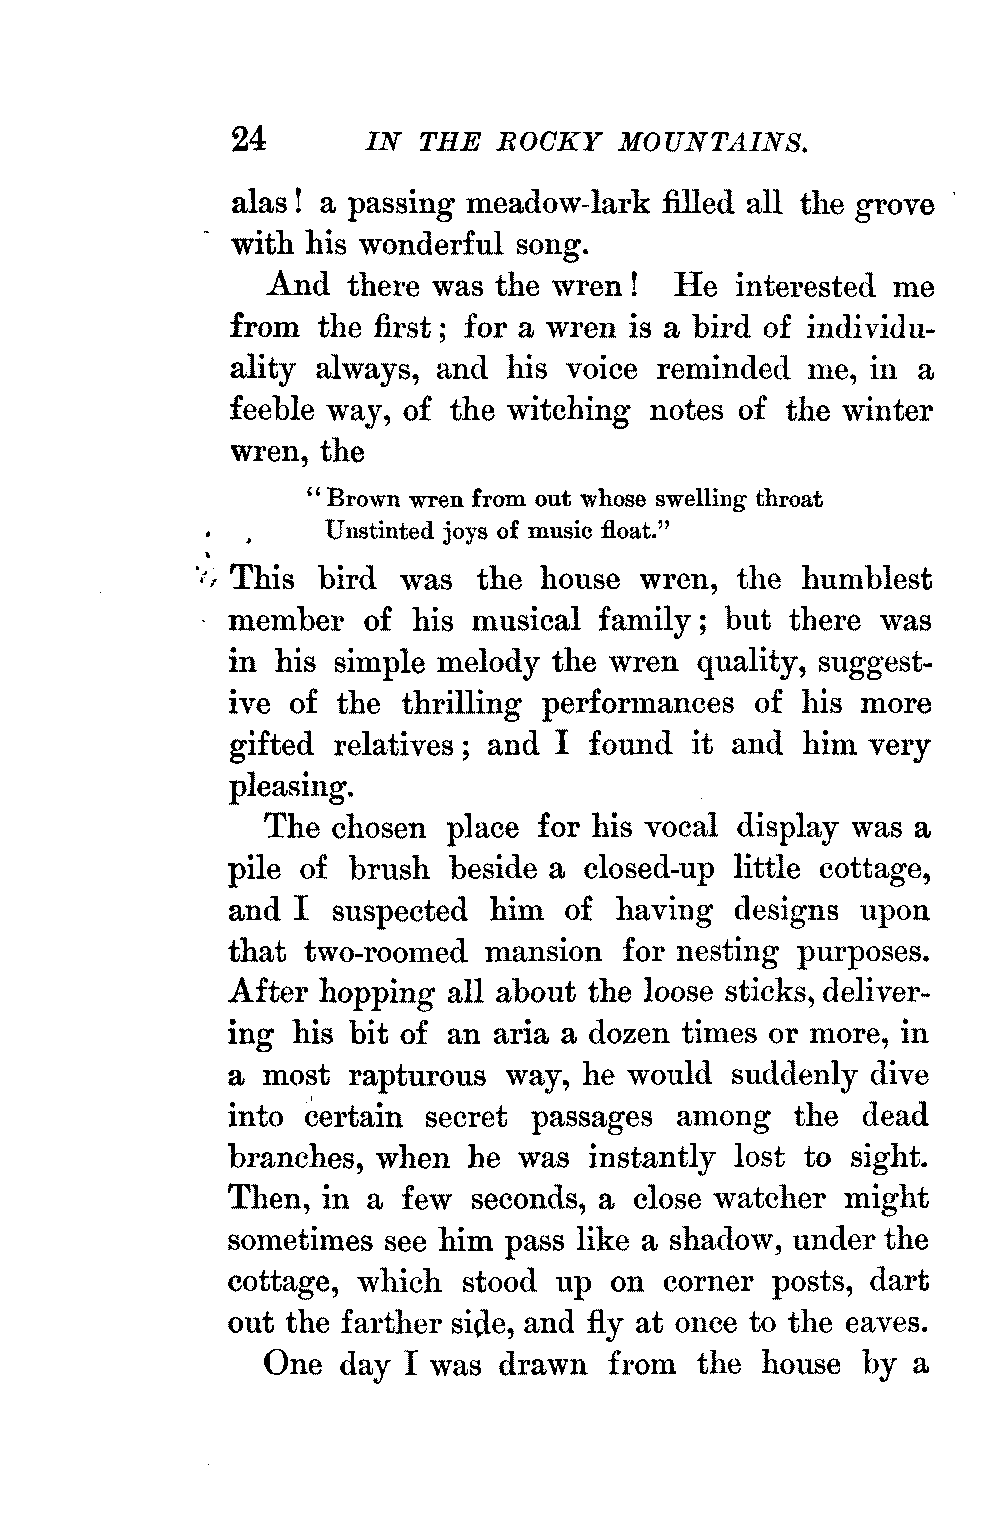 24 IN THE ROCKY MOUNTAINS.
alas! a passing meadow-lark filled all the grove
with his wonderful song.
And there was the wren! He interested me
from the first; for a wren is a bird of individu-
ality always, and his voice reminded me, in a
feeble way, of the witching notes of the winter
wren, the
"Brown wren from out whose swelling throat
Unstinted joys of music float."
This bird was the house wren, the humblest
member of his musical family; but there was
in his simple melody the wren quality, suggest-
ive of the thrilling performances of his more
gifted relatives; and I found it and him very
pleasing.
The chosen place for his vocal display was a
pile of brush beside a closed-up little cottage,
and I suspected him of having designs upon
that two-roomed mansion for nesting purposes.
After hopping all about the loose sticks, deliver-
ing his bit of an aria a dozen times or more, in
a most rapturous way, he would suddenly dive
into certain secret passages among the dead
branches, when he was instantly lost to sight.
Then, in a few seconds, a close watcher might
sometimes see him pass like a shadow, under the
cottage, which stood up on corner posts, dart
out the farther side, and fly at once to the eaves.
One day I was drawn from the house by a